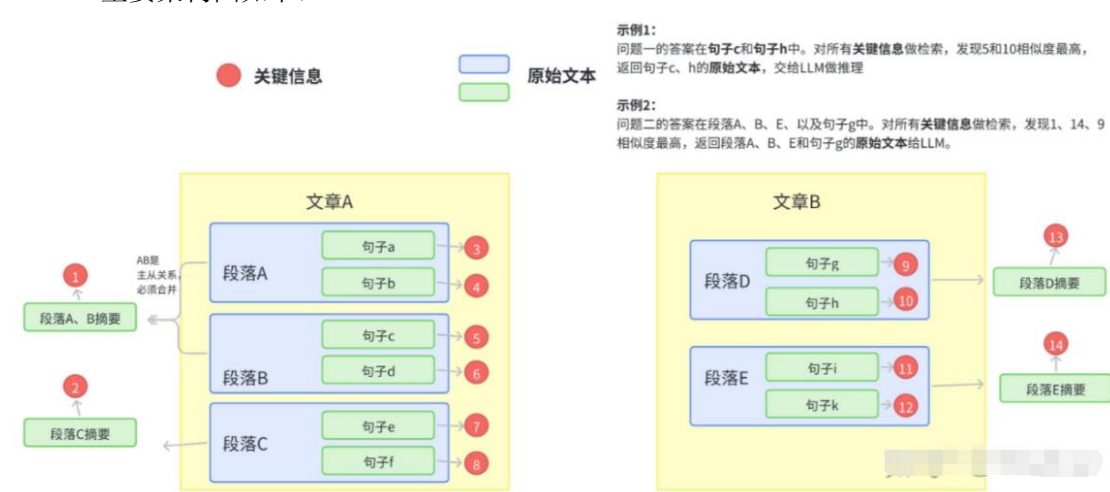 示例1：
问题一的答案在句子c和句子h中。对所有关键信息做检索，发现5和10相似度最高，
返回句子c、h的原始文本，交给LLM做推理
关键信息
原始文本
示例2：
问题二的答案在段落A、B、E、以及句子g中。对所有关键信息做检索，发现1、14、9
相似度最高，返回段落A、B、E和句子g的原始文本给LLM。
文章A
AB是
主从关系，
必须合并
1
段落A、B摘要
2
段落C摘要
段落A
句子a
3
句子b
4
段落B
句子c
5
句子d
6
段落C
句子e
7
句子f
8
文章B
段落D
句子g
9
句子h
10
13
段落D摘要
段落E
句子i
11
句子k
12
14
段落E摘要